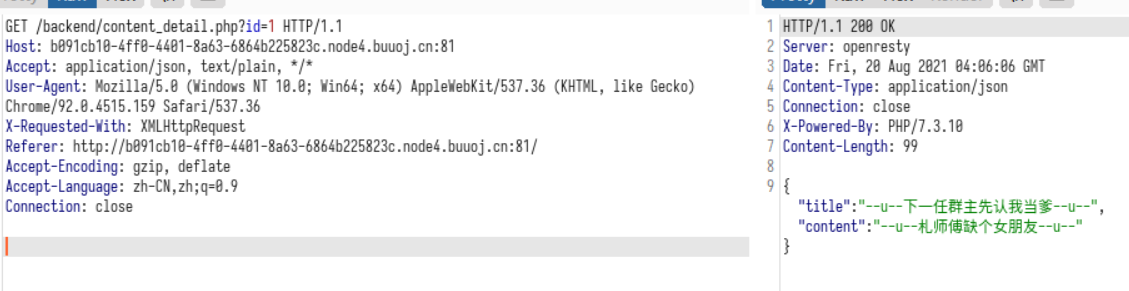 GET /backend/content_detail.php?id=1 HTTP/1.1
Host: b091cb10-4ff0-4401-8a63-6864b225823c.node4.buuoj.cn:81
Accept: application/json, text/plain, */*
User-Agent: Mozilla/5.0 (Windows NT 10.0; Win64; x64) AppleWebKit/537.36 (KHTML, like Gecko)
Chrome/92.0.4515.159 Safari/537.36
X-Requested-With: XMLHttpRequest
Referer: http://b091cb10-4ff0-4401-8a63-6864b225823c.node4.buuoj.cn:81/
Accept-Encoding: gzip, deflate
Accept-Language: zh-CN,zh;q=0.9
Connection: close
1 HTTP/1.1 200 OK
2 Server: openresty
3 Date: Fri, 20 Aug 2021 04:06:06 GMT
4 Content-Type: application/json
5 Connection: close
6 X-Powered-By: PHP/7.3.10
7 Content-Length: 99
8
9 {
"title":"--u--下一任群主先认我当爹--u--",
"content":"--u--札师傅缺个女朋友--u--"
}